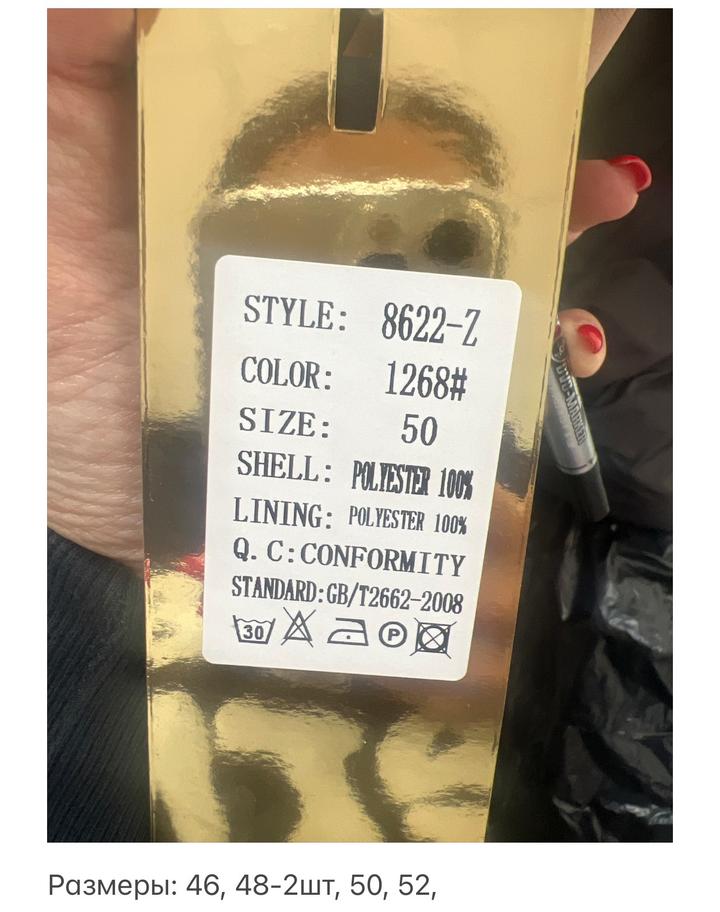 STYLE: 8622-Z
COLOR: 1268#
SIZE: 50
SHELL: POLYESTER 100%
LINING: POLYESTER 100%
Q. C:CONFORMITY
STANDARD:GB/T2662-2008
30 P
Размеры: 46, 48-2шт, 50, 52,